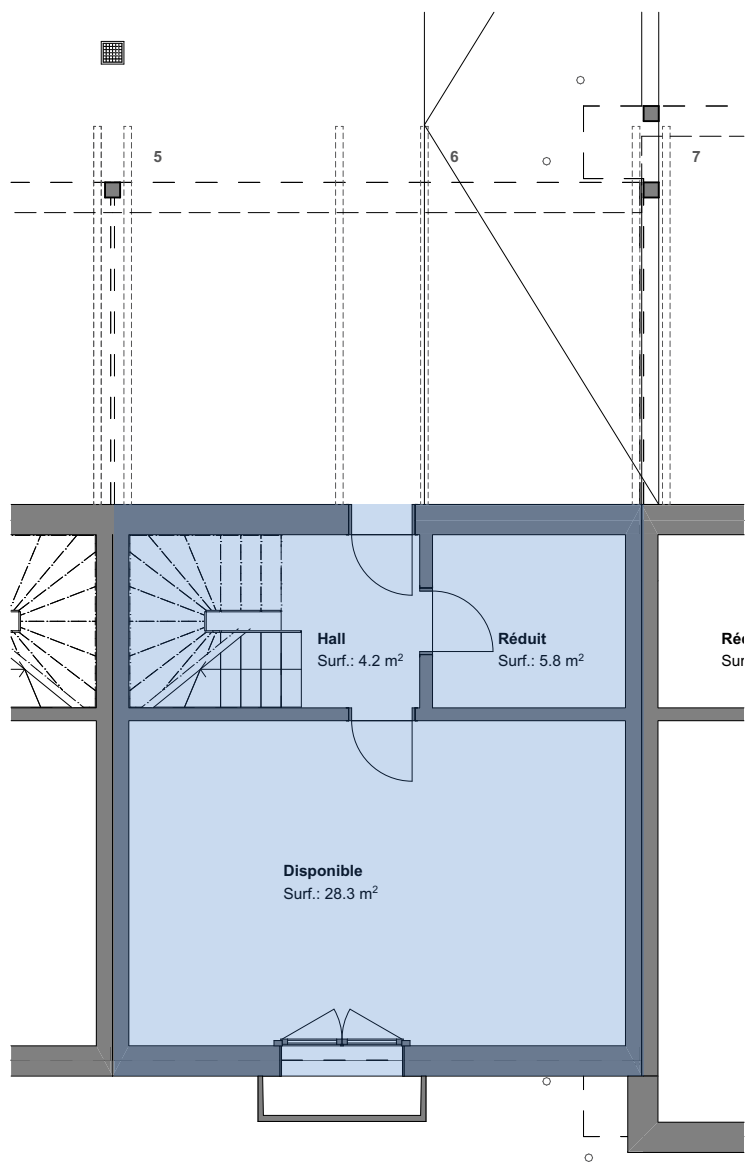 5
6
7
Hall
Surf.: 4.2 m²
Réduit
Surf.: 5.8 m²
Disponible
Surf.: 28.3 m²